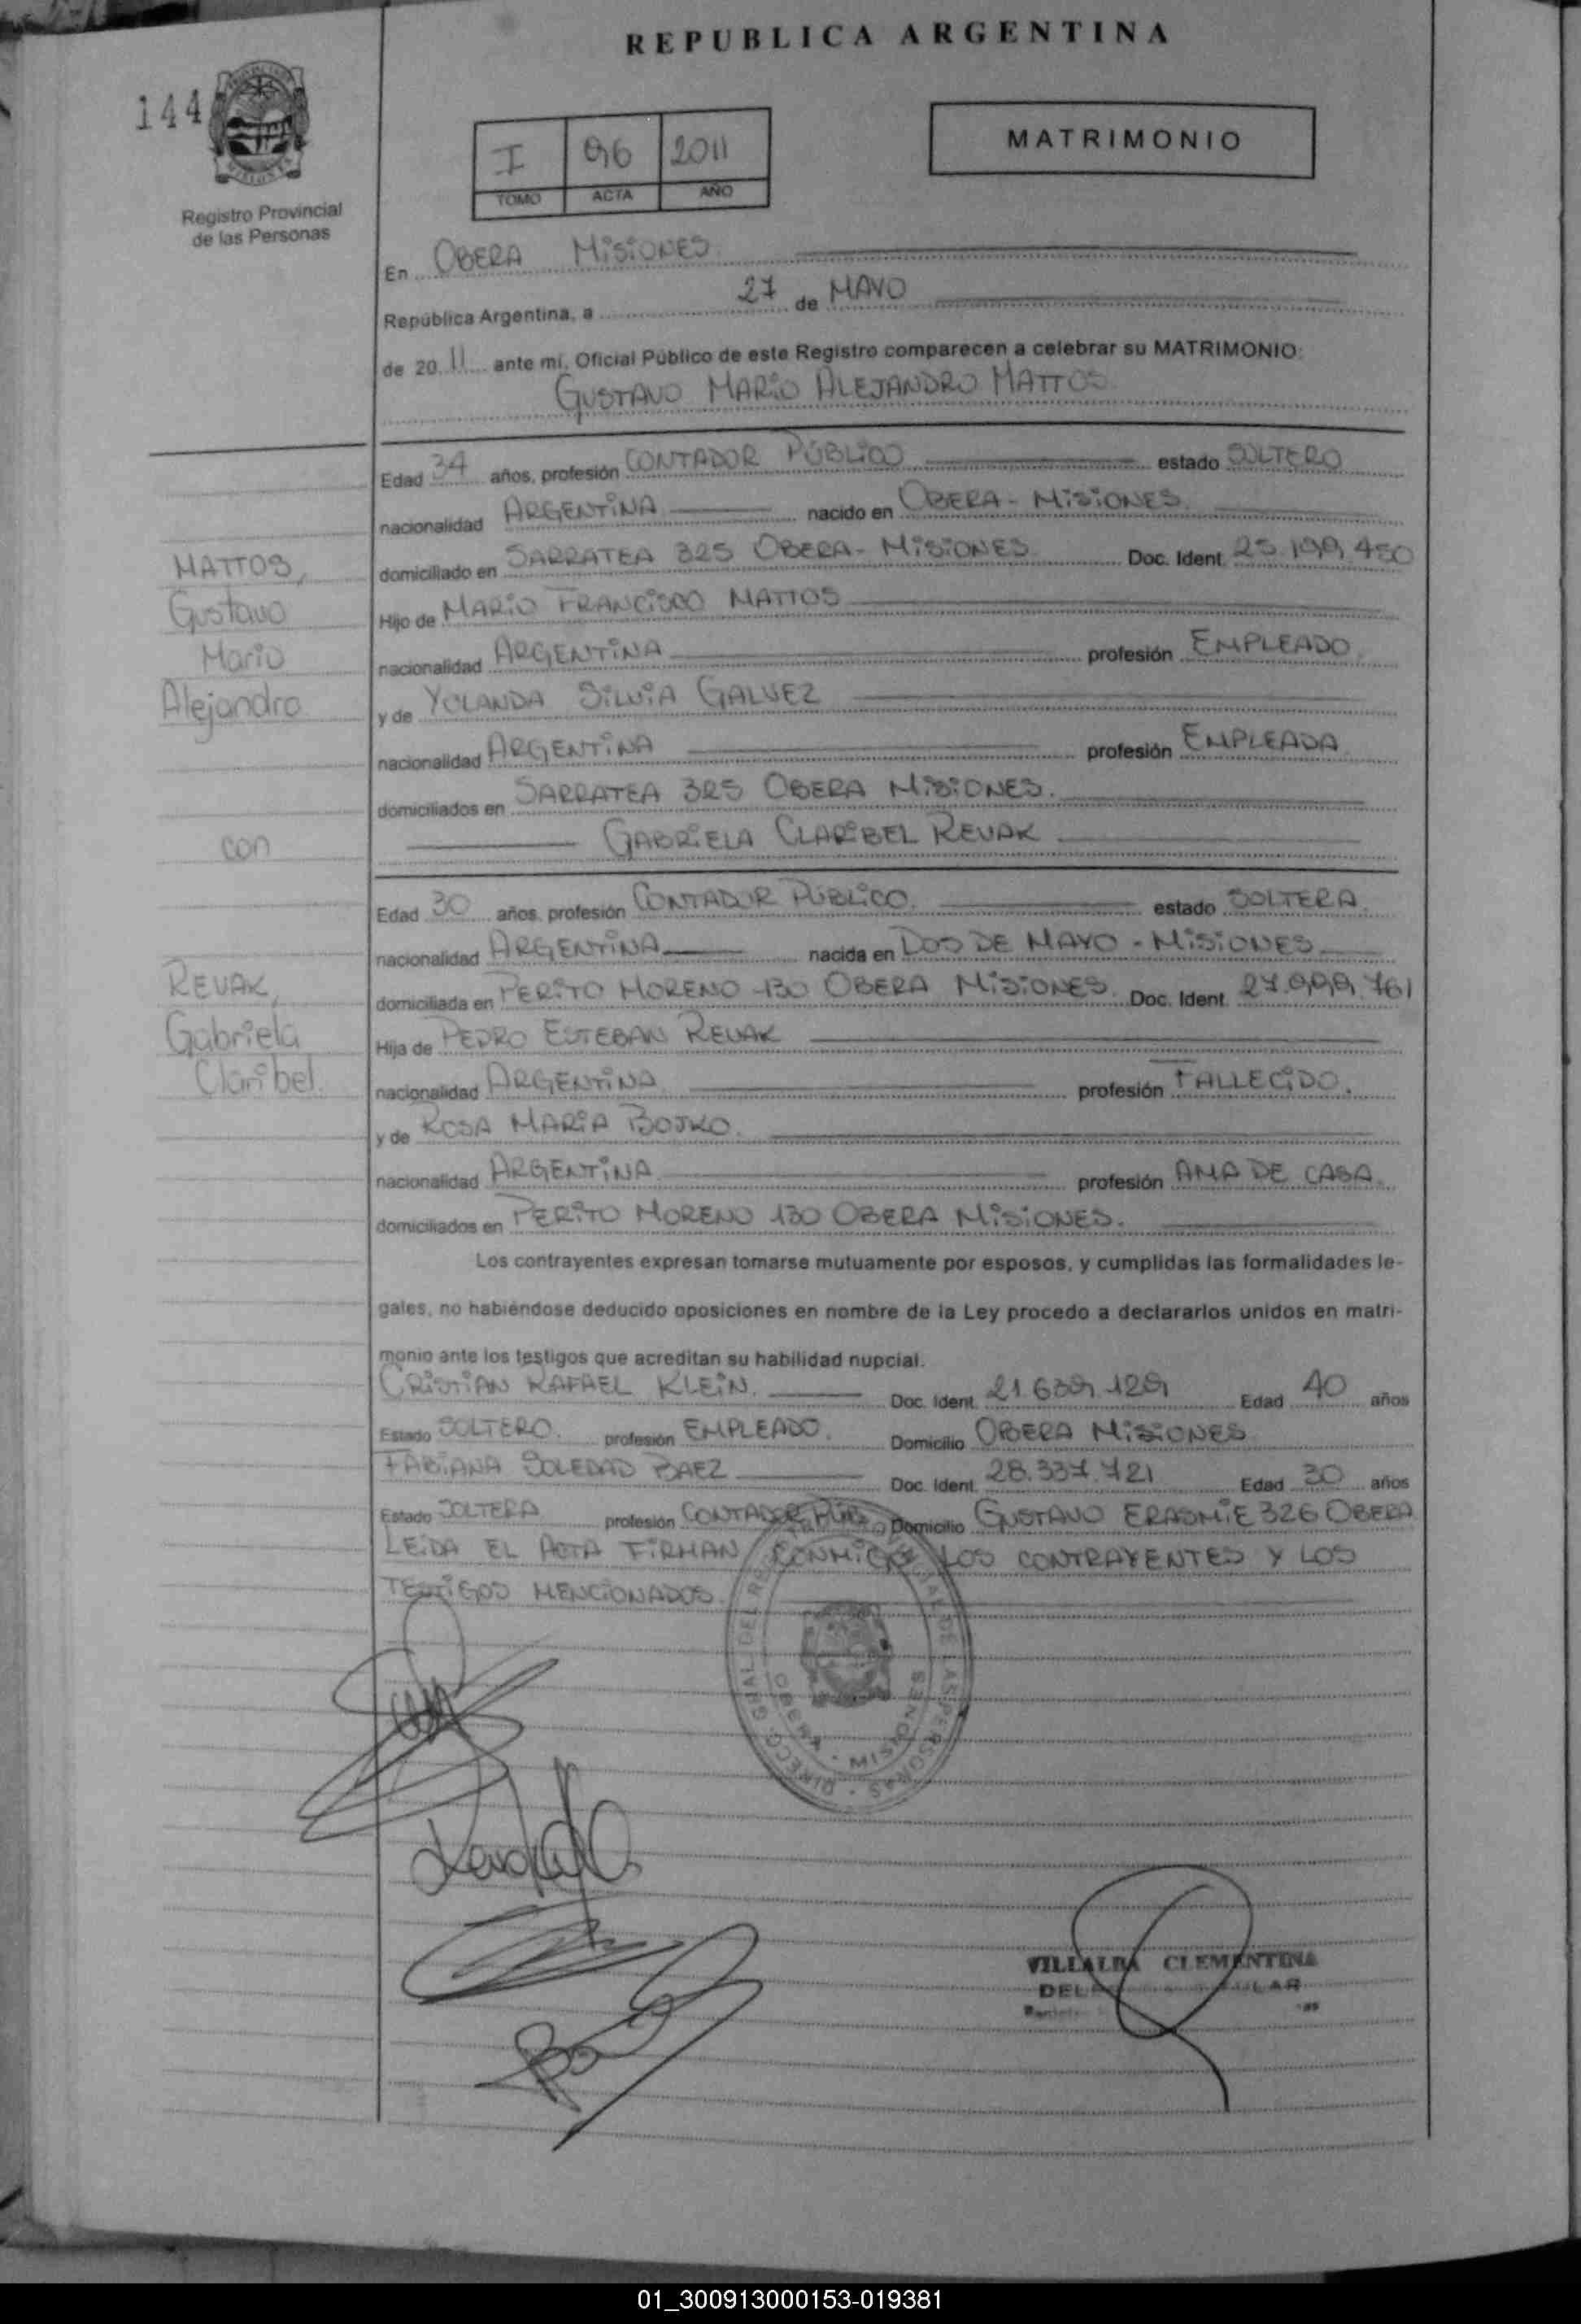 REPUBLICA ARGENTINA
144
MATRIMONIO
I 96 2011
TOMO ACTA AÑO
Registro Provincial
de las Personas
En OBERA MISIONES
República Argentina, a 27 de MAYO
de 2011 ante mí, Oficial Público de este Registro comparecen a celebrar su MATRIMONIO:
GUSTAVO MARIO ALEJANDRO MATTOS
Edad 34 años, profesión CONTADOR PÚBLICO estado SOLTERO
nacionalidad ARGENTINA nacido en OBERA - MISIONES
domiciliado en SARRATEA 325 OBERA - MISIONES Doc. Ident. 25.199.450
Hijo de MARIO FRANCISCO MATTOS
nacionalidad ARGENTINA profesión EMPLEADO
y de YOLANDA SILVIA GALVEZ
nacionalidad ARGENTINA profesión EMPLEADA
domiciliados en SARRATEA 325 OBERA MISIONES.
MATTOS,
Gustavo
Mario
Alejandro
con
GABRIELA CLARIBEL REVAK
Edad 30 años, profesión CONTADOR PÚBLICO. estado SOLTERA
nacionalidad ARGENTINA nacida en DOS DE MAYO - MISIONES
domiciliada en PERITO MORENO 130 OBERA MISIONES. Doc. Ident. 27.999.761
Hija de PEDRO ESTEBAN REVAK
nacionalidad ARGENTINA profesión FALLECIDO.
y de ROSA MARIA BOJKO.
nacionalidad ARGENTINA profesión AMA DE CASA
domiciliados en PERITO MORENO 130 OBERA MISIONES.
REVAK,
Gabriela
Claribel.
Los contrayentes expresan tomarse mutuamente por esposos, y cumplidas las formalidades le-
gales, no habiéndose deducido oposiciones en nombre de la Ley procedo a declararlos unidos en matri-
monio ante los testigos que acreditan su habilidad nupcial.
CRISTIAN RAFAEL KLEIN. Doc. Ident. 21.639.129 Edad 40 años
Estado SOLTERO. profesión EMPLEADO. Domicilio OBERA MISIONES
FABIANA SOLEDAD BAEZ Doc. Ident. 28.337.721 Edad 30 años
Estado SOLTERA profesión CONTADOR PÚB. Domicilio GUSTAVO ERASMIE 326 OBERA
LEIDA EL ACTA FIRMAN CONMIGO LOS CONTRAYENTES Y LOS
TESTIGOS MENCIONADOS.
OBERA - MISIONES
VILLALBA CLEMENTINA
01_300913000153-019381